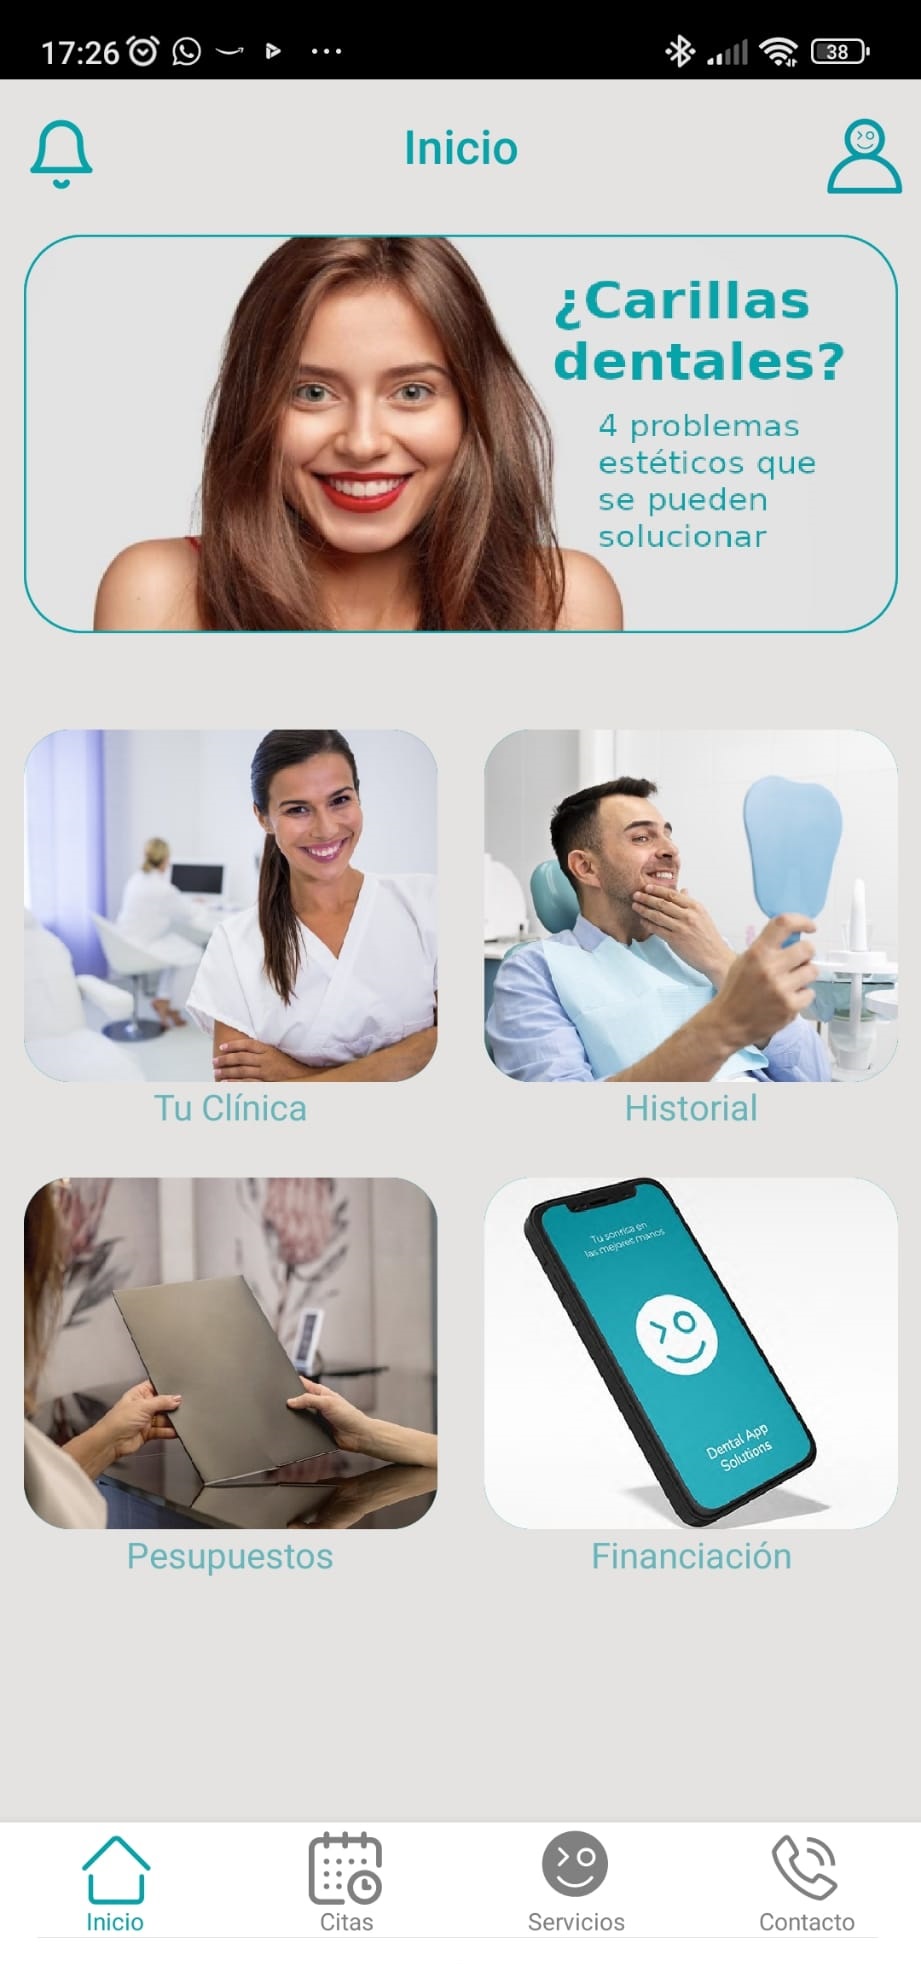 17:26
38
Inicio
¿Carillas
dentales?
4 problemas
estéticos que
se pueden
solucionar
Tu Clínica
Historial
Tu sonrisa en
las mejores manos
Dental App
Solutions
Pesupuestos
Financiación
Inicio
Citas
Servicios
Contacto